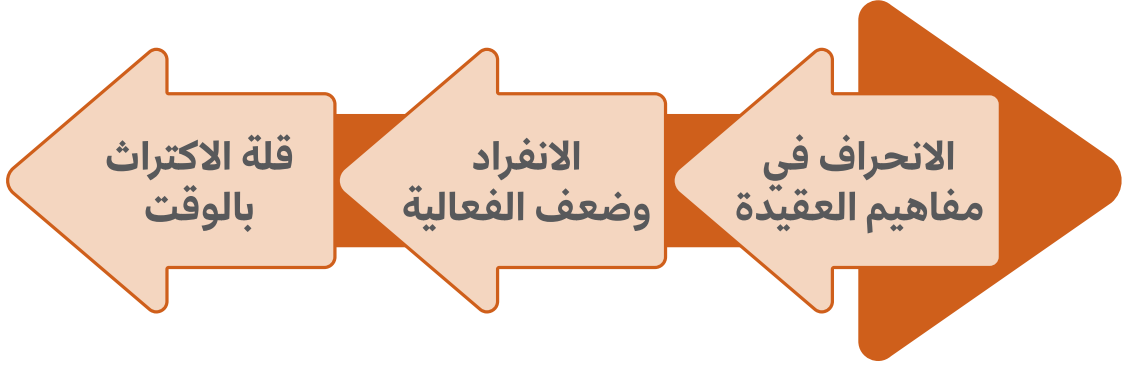 الانحراف في
مفاهيم العقيدة
الانفراد
وضعف الفعالية
قلة الاكتراث
بالوقت